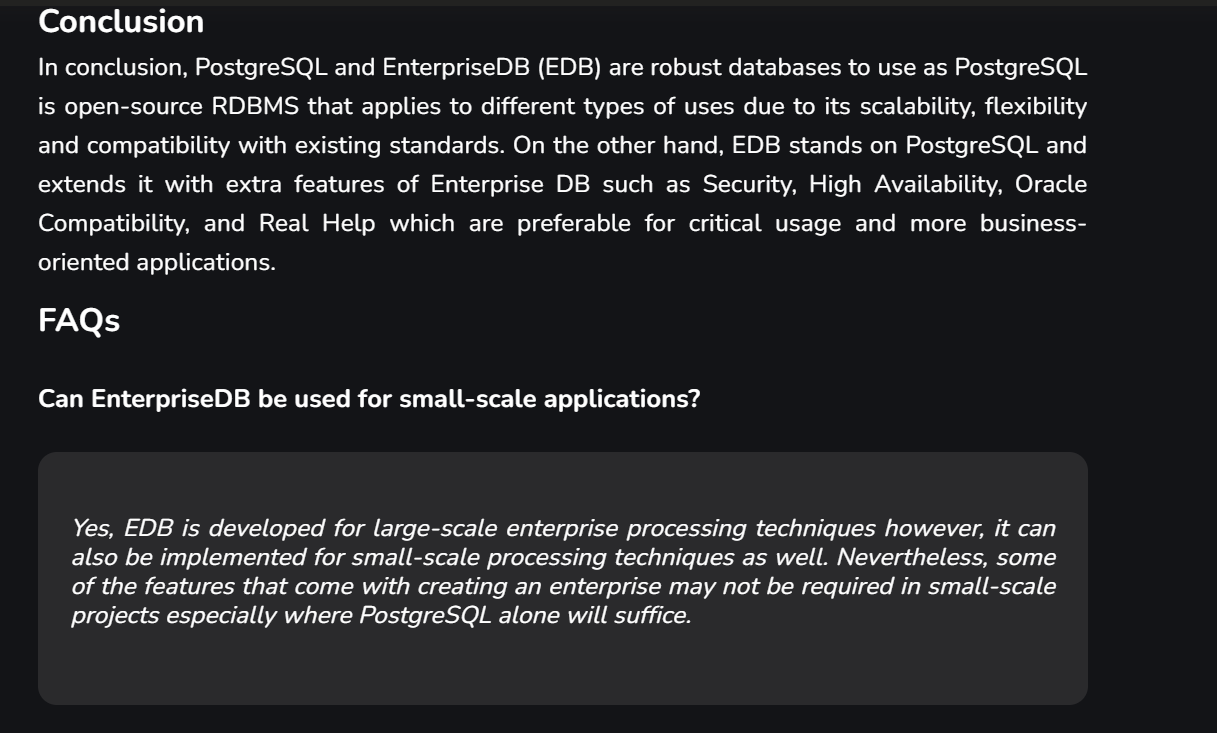 Conclusion
In conclusion, PostgreSQL and EnterpriseDB (EDB) are robust databases to use as PostgreSQL
is open-source RDBMS that applies to different types of uses due to its scalability, flexibility
and compatibility with existing standards. On the other hand, EDB stands on PostgreSQL and
extends it with extra features of Enterprise DB such as Security, High Availability, Oracle
Compatibility, and Real Help which are preferable for critical usage and more business-
oriented applications.
FAQs
Can EnterpriseDB be used for small-scale applications?
Yes, EDB is developed for large-scale enterprise processing techniques however, it can
also be implemented for small-scale processing techniques as well. Nevertheless, some
of the features that come with creating an enterprise may not be required in small-scale
projects especially where PostgreSQL alone will suffice.